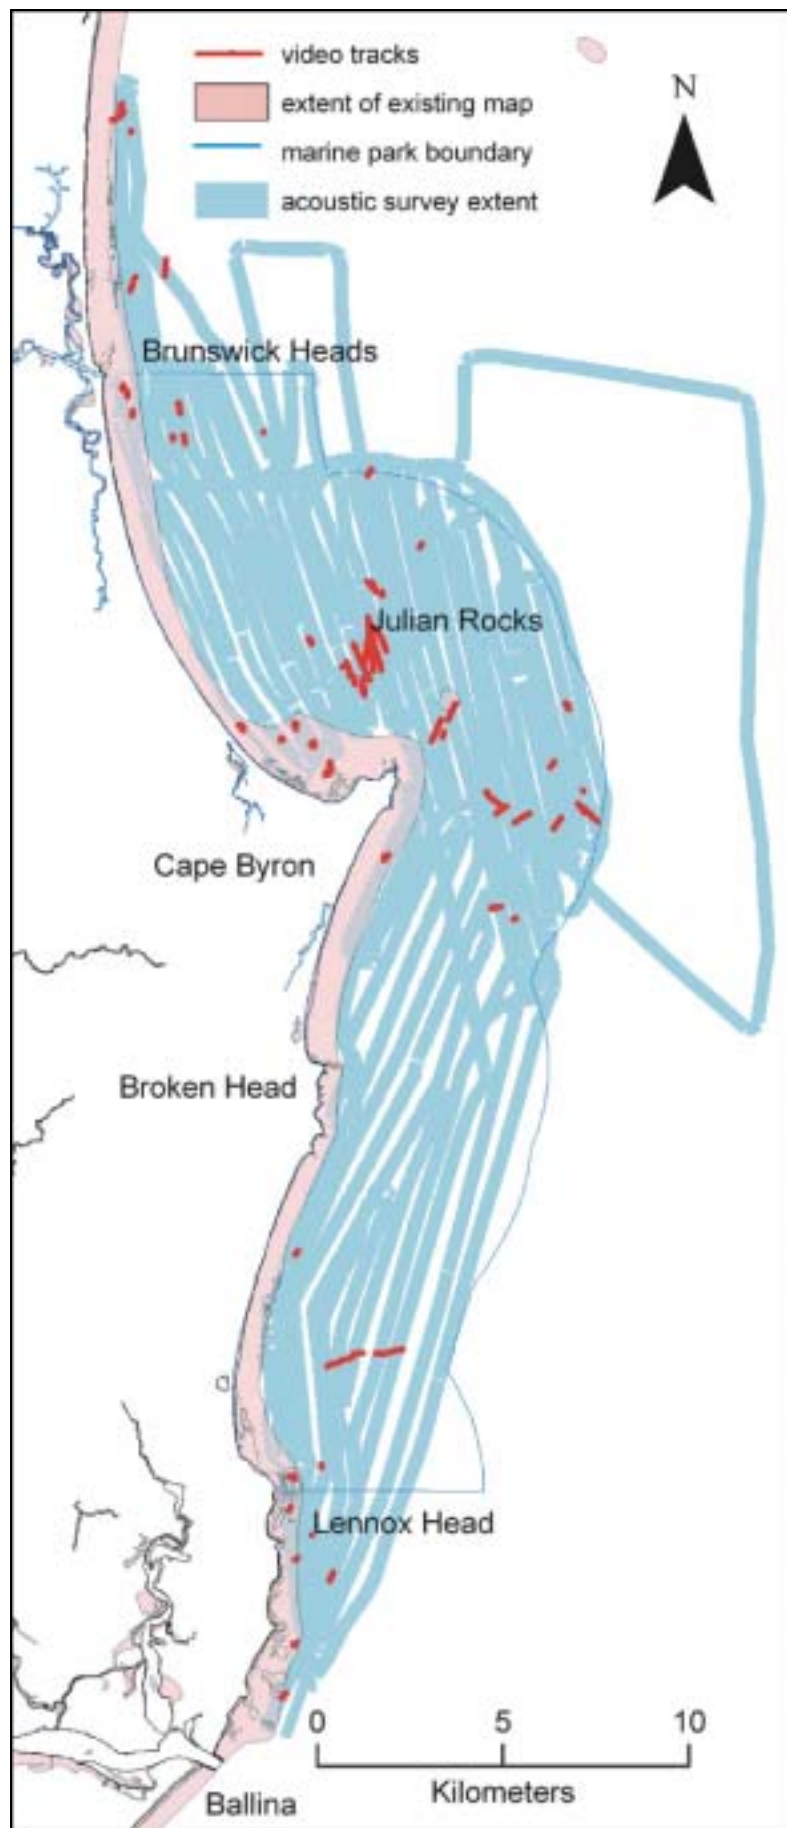 video tracks
N
extent of existing map
marine park boundary
acoustic survey extent
Brunswick Heads
Julian Rocks
Cape Byron
Broken Head
Lennox Head
0 5 10
Kilometers
Ballina